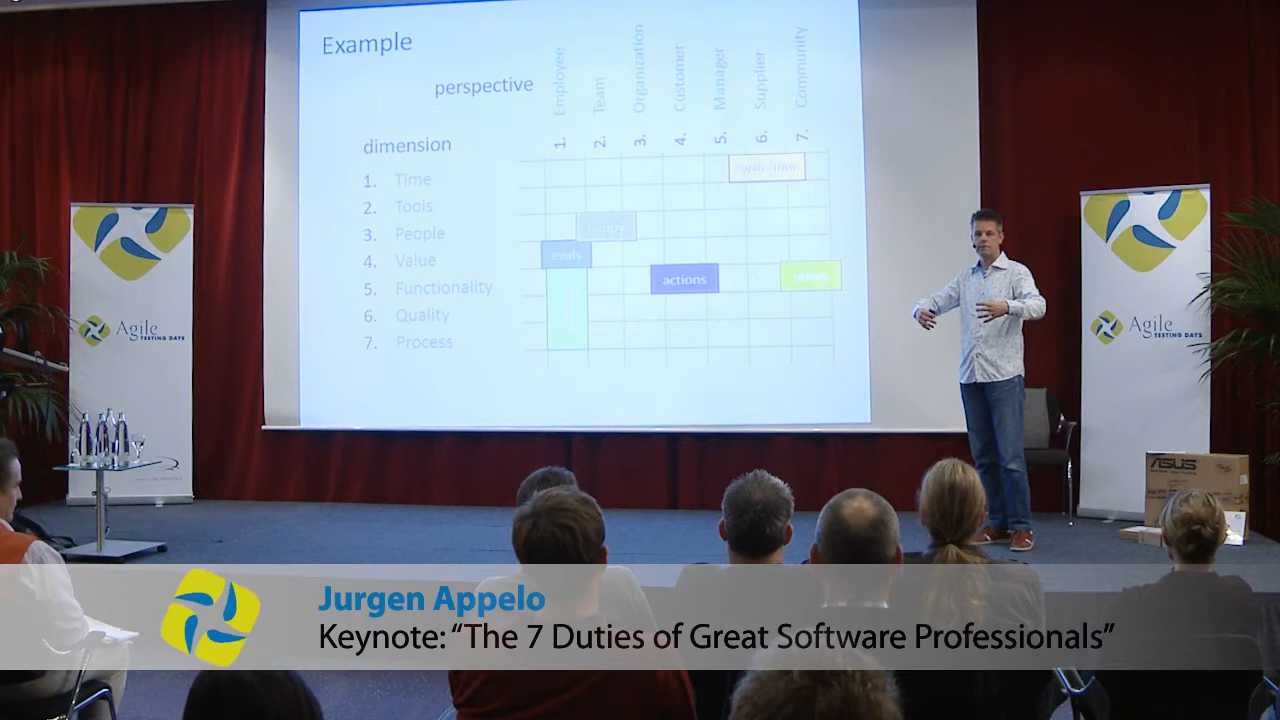 Example
perspective
1. Employee
2. Team
3. Organization
4. Customer
5. Manager
6. Supplier
7. Community
dimension
1. Time
2. Tools
3. People
4. Value
5. Functionality
6. Quality
7. Process
happy
evals
actions
Agile
TESTING DAYS
Agile
TESTING DAYS
ASUS
Jurgen Appelo
Keynote: “The 7 Duties of Great Software Professionals”